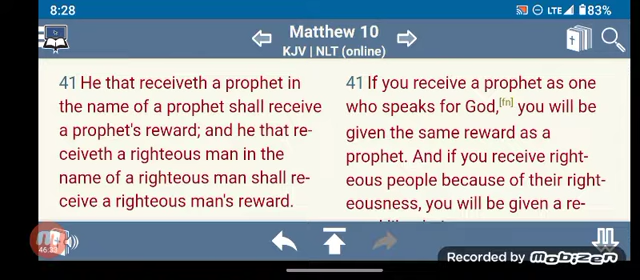 8:28
LTE 83%
Matthew 10
KJV | NLT (online)
41 He that receiveth a prophet in
the name of a prophet shall receive
a prophet's reward; and he that re-
ceiveth a righteous man in the
name of a righteous man shall re-
ceive a righteous man's reward.
41 If you receive a prophet as one
who speaks for God,[fn] you will be
given the same reward as a
prophet. And if you receive right-
eous people because of their right-
eousness, you will be given a re-
46:23
Recorded by mobizen